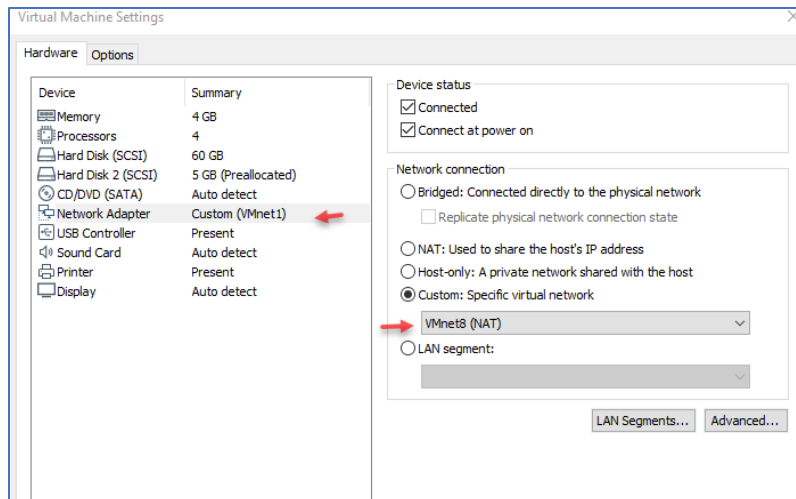 Virtual Machine Settings
Hardware Options
Device Summary
Memory 4 GB
Processors 4
Hard Disk (SCSI) 60 GB
Hard Disk 2 (SCSI) 5 GB (Preallocated)
CD/DVD (SATA) Auto detect
Network Adapter Custom (VMnet1)
USB Controller Present
Sound Card Auto detect
Printer Present
Display Auto detect
Device status
Connected
Connect at power on
Network connection
Bridged: Connected directly to the physical network
Replicate physical network connection state
NAT: Used to share the host's IP address
Host-only: A private network shared with the host
Custom: Specific virtual network
VMnet8 (NAT)
LAN segment:
LAN Segments... Advanced...